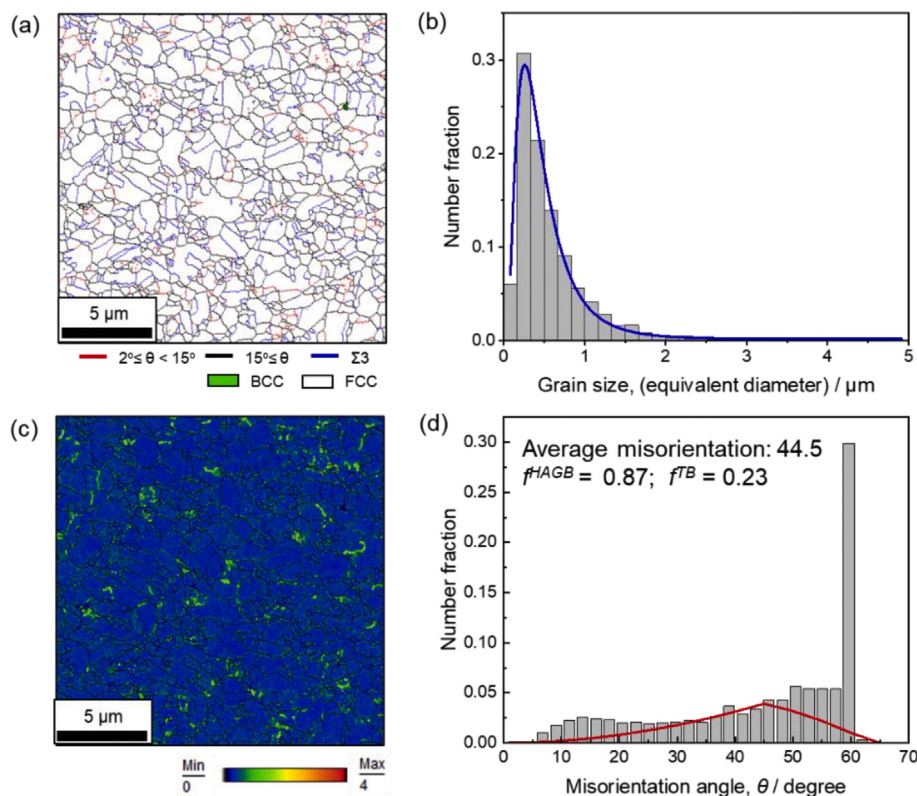 (a)
5 µm
2º≤ θ < 15º 15º≤ θ Σ3
BCC FCC
(b)
Number fraction
0.3
0.2
0.1
0.0
0 1 2 3 4 5
Grain size, (equivalent diameter) / µm
(c)
5 µm
Min
0
Max
4
(d)
Average misorientation: 44.5
f^HAGB = 0.87; f^TB = 0.23
Number fraction
0.30
0.25
0.20
0.15
0.10
0.05
0.00
0 10 20 30 40 50 60 70
Misorientation angle, θ / degree